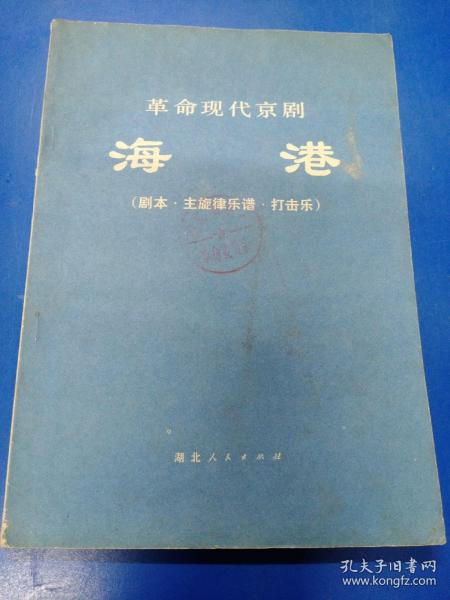 革命现代京剧
海 港
(剧本·主旋律乐谱·打击乐)
湖北人民出版社
孔夫子旧书网
www.kongfz.com